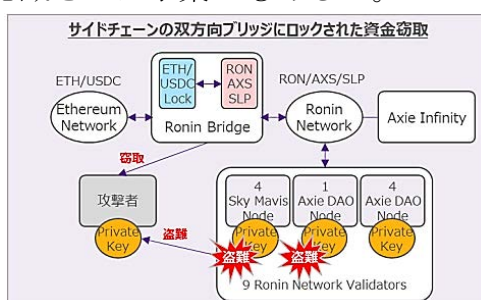 サイドチェーンの双方向ブリッジにロックされた資金窃取
ETH/USDC
ETH/
USDC
Lock
RON
AXS
SLP
RON/AXS/SLP
Ethereum
Network
Ronin Bridge
Ronin
Network
Axie Infinity
窃取
攻撃者
Private
Key
盗難
4
Sky Mavis
Node
Private
Key
盗難
1
Axie DAO
Node
Private
Key
盗難
4
Axie DAO
Node
Private
Key
9 Ronin Network Validators